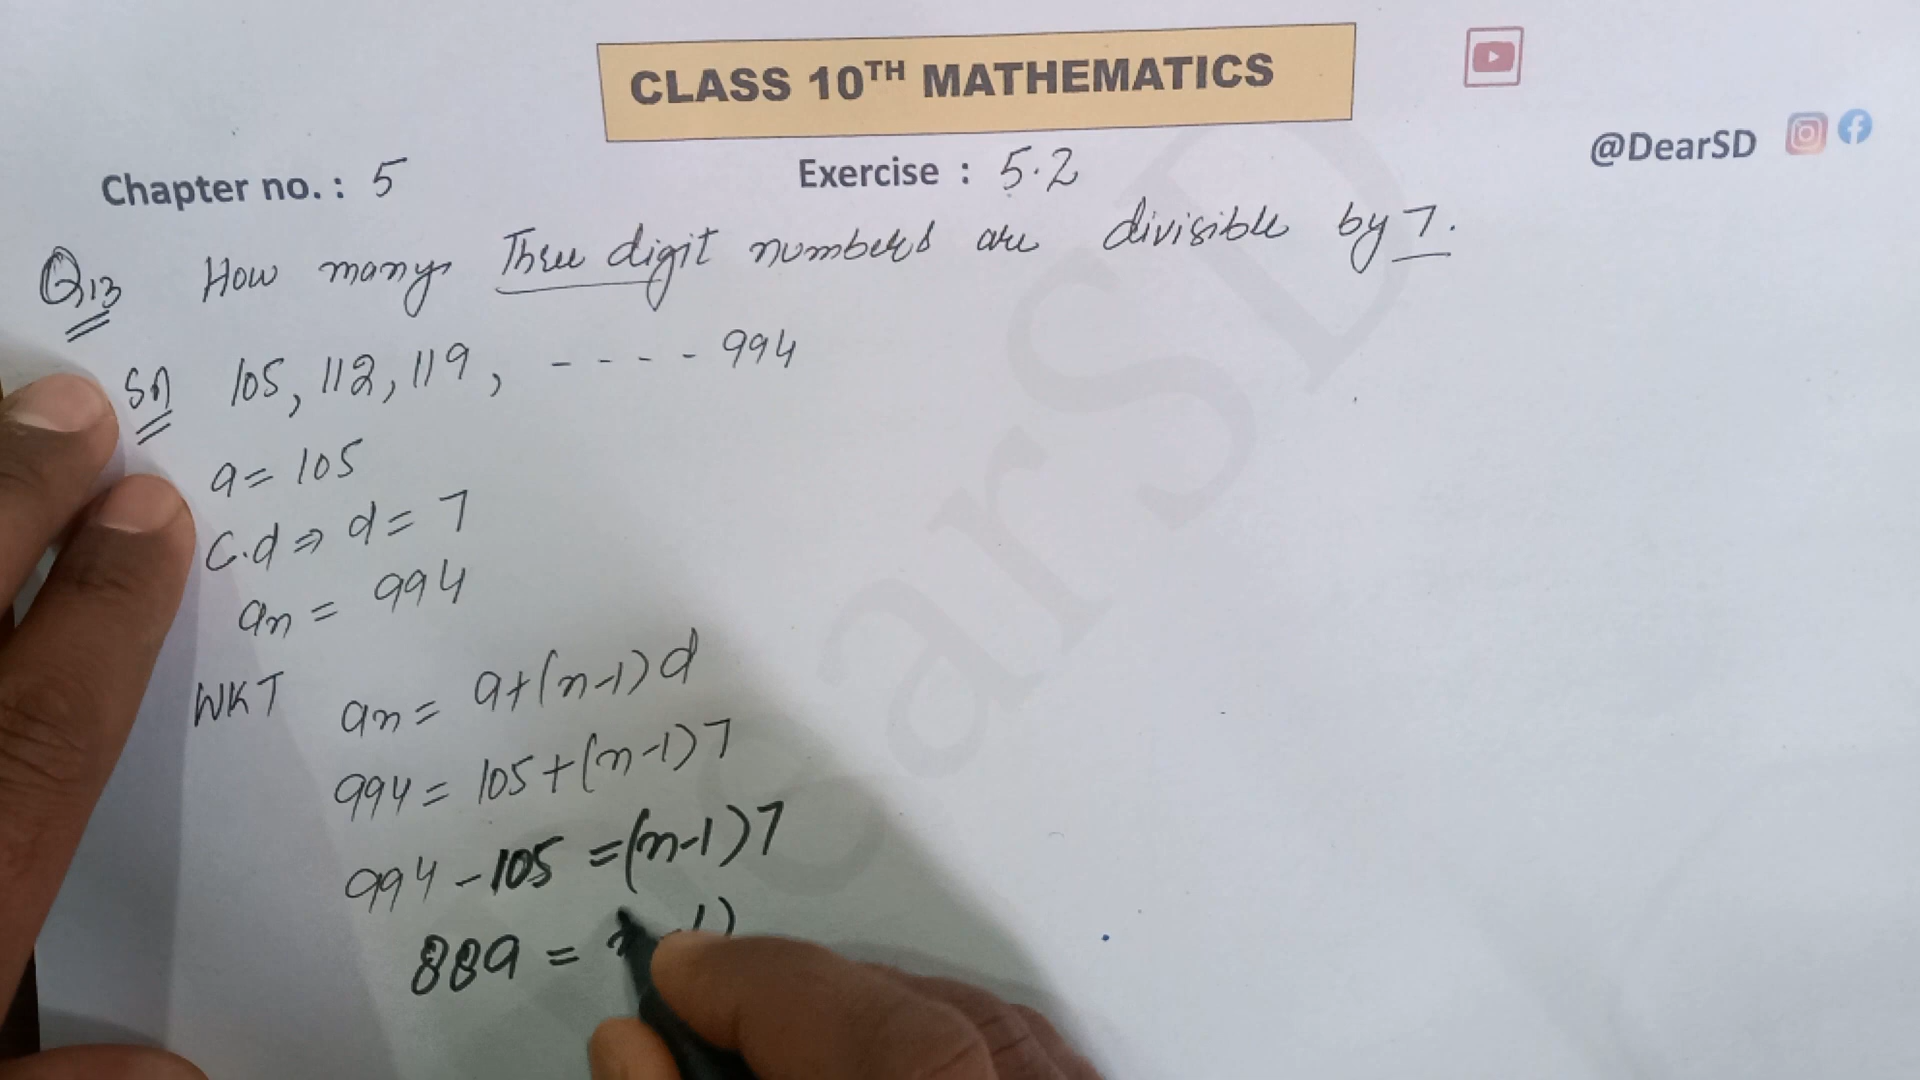 CLASS 10TH MATHEMATICS
@DearSD
Chapter no. : 5 Exercise : 5.2
Q13 How many Three digit numbers are divisible by 7.
Sol 105, 112, 119, - - - - 994
a = 105
C.d ⇒ d = 7
an = 994
WKT an = a+(n-1)d
994 = 105+(n-1)7
994 - 105 = (n-1)7
889 =